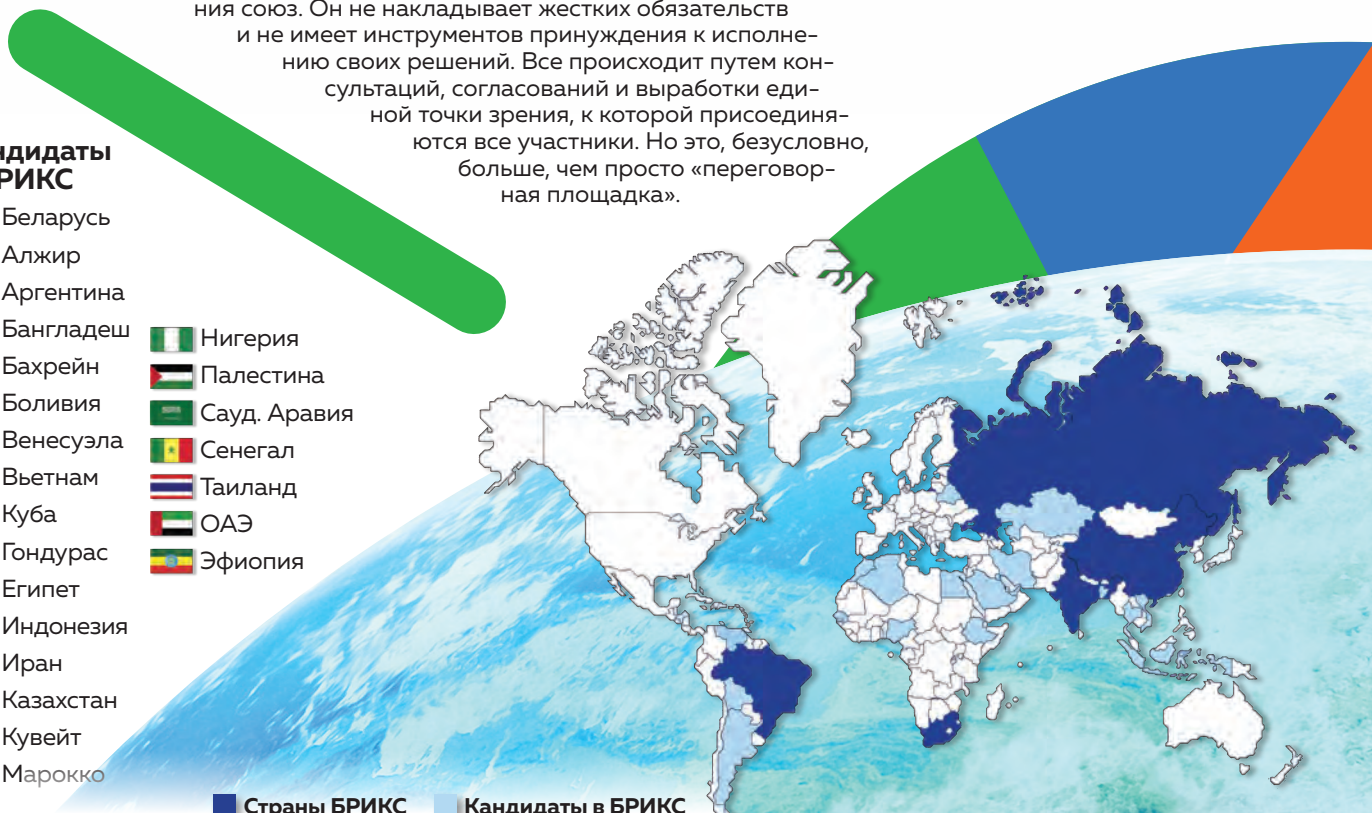 ния союз. Он не накладывает жестких обязательств
и не имеет инструментов принуждения к исполне-
нию своих решений. Все происходит путем кон-
сультаций, согласований и выработки еди-
ной точки зрения, к которой присоединя-
ются все участники. Но это, безусловно,
больше, чем просто «переговор-
ная площадка».
ндидаты
РИКС
Беларусь
Алжир
Аргентина
Бангладеш
Бахрейн
Боливия
Венесуэла
Вьетнам
Куба
Гондурас
Египет
Индонезия
Иран
Казахстан
Кувейт
Марокко
Нигерия
Палестина
Сауд. Аравия
Сенегал
Таиланд
ОАЭ
Эфиопия
Страны БРИКС
Кандидаты в БРИКС